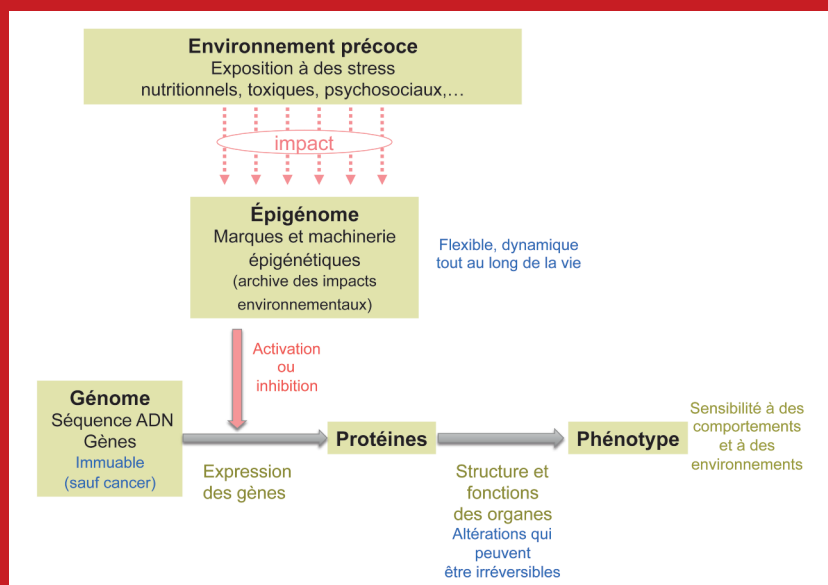 Environnement précoce
Exposition à des stress
nutritionnels, toxiques, psychosociaux,…
impact
Épigénome
Marques et machinerie
épigénétiques
(archive des impacts
environnementaux)
Flexible, dynamique
tout au long de la vie
Activation
ou
inhibition
Génome
Séquence ADN
Gènes
Immuable
(sauf cancer)
Expression
des gènes
Protéines
Structure et
fonctions
des organes
Altérations qui
peuvent
être irréversibles
Phénotype
Sensibilité à des
comportements
et à des
environnements